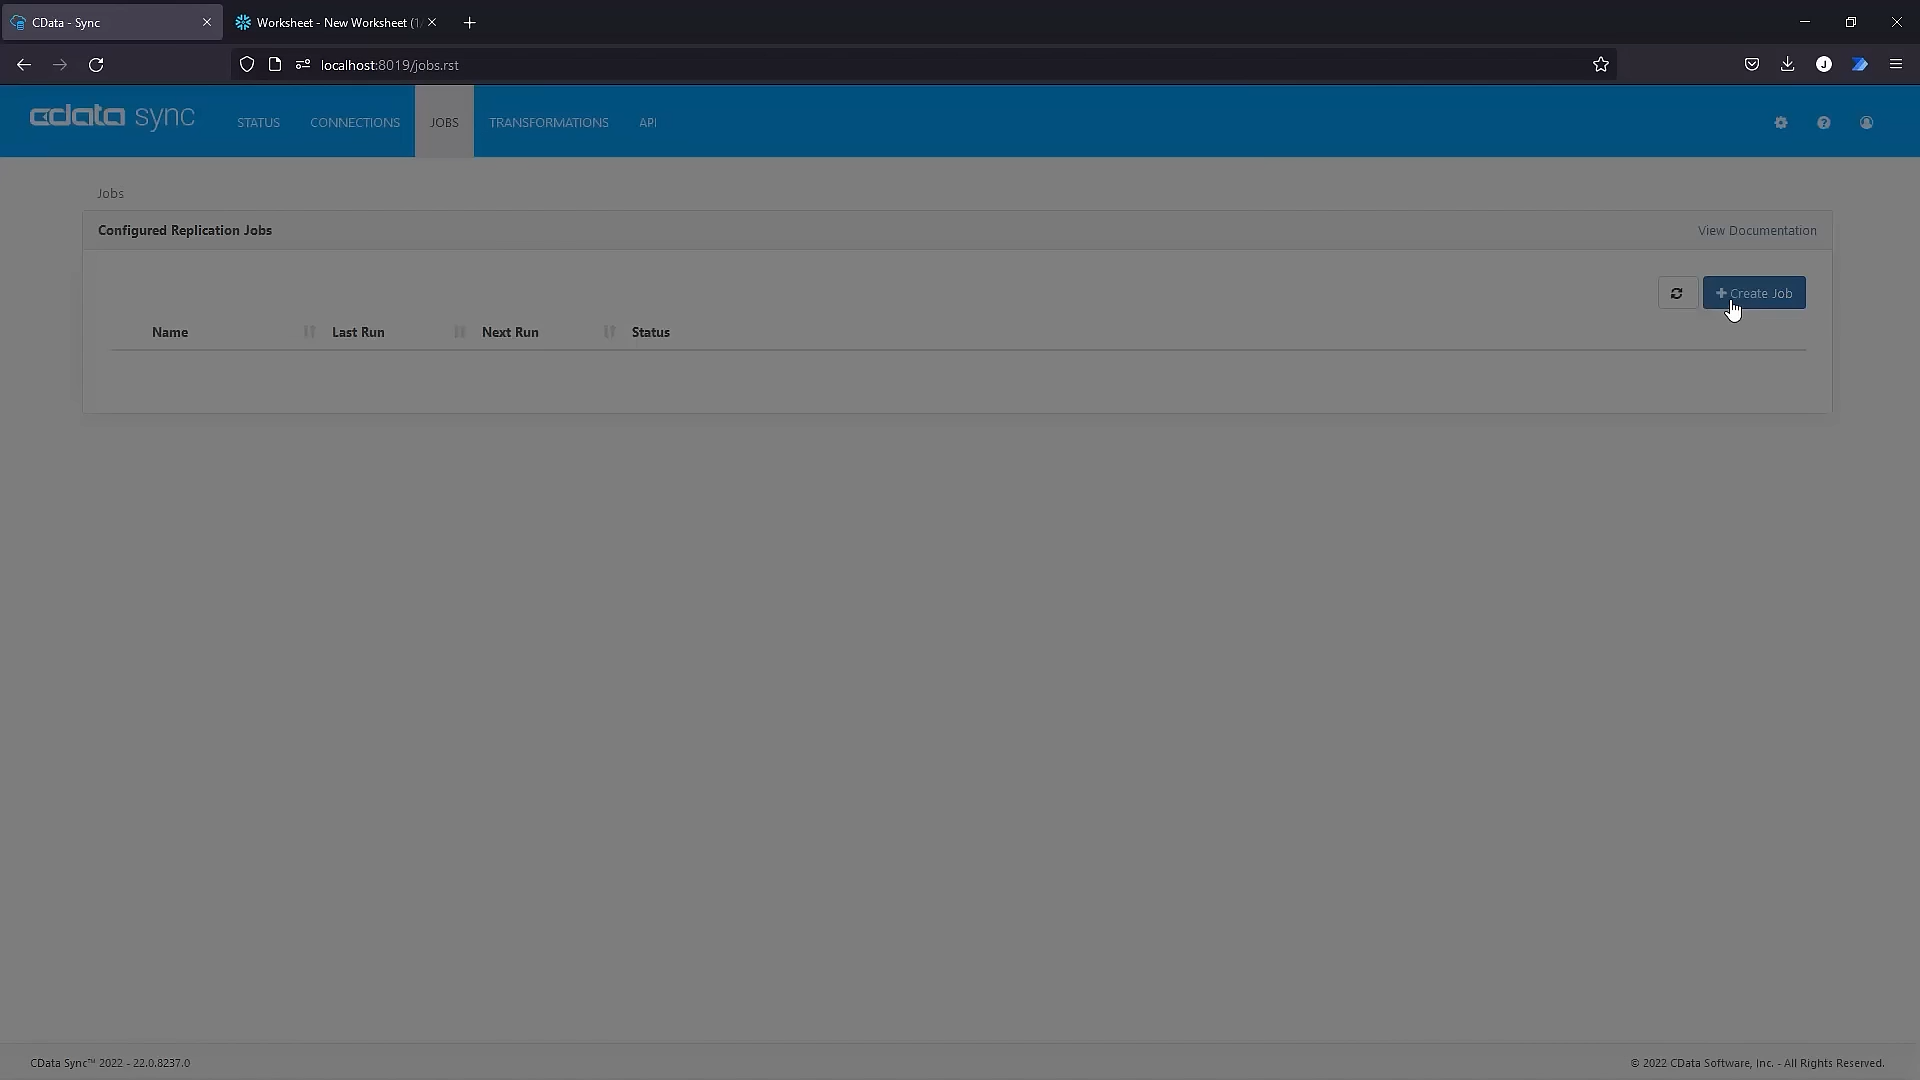 CData - Sync
Worksheet - New Worksheet (1/
localhost:8019/jobs.rst
J
cdata sync
STATUS
CONNECTIONS
JOBS
TRANSFORMATIONS
API
Jobs
Configured Replication Jobs
View Documentation
Create Job
Name
Last Run
Next Run
Status
CData Sync™ 2022 - 22.0.8237.0
© 2022 CData Software, Inc. - All Rights Reserved.